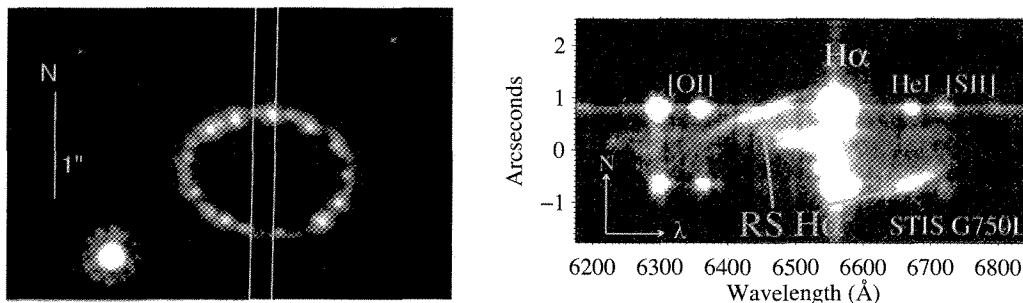 N
1"
Arcseconds
2
1
0
−1
Hα
[OI]
HeI [SII]
N
λ
RS H
STIS G750L
6200 6300 6400 6500 6600 6700 6800
Wavelength (Å)